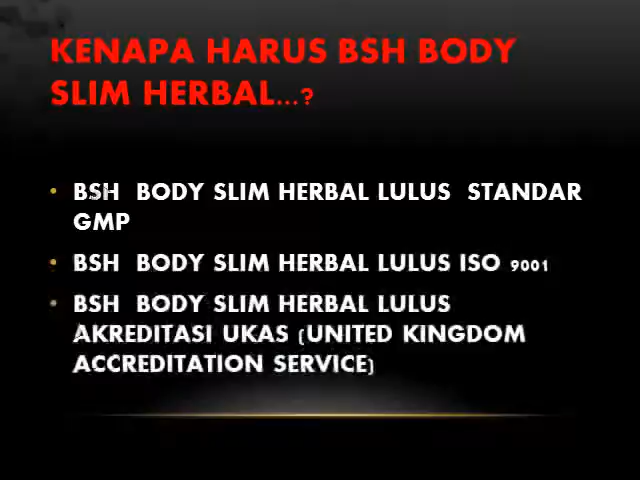 KENAPA HARUS BSH BODY
SLIM HERBAL...?
• BSH BODY SLIM HERBAL LULUS STANDAR
GMP
• BSH BODY SLIM HERBAL LULUS ISO 9001
• BSH BODY SLIM HERBAL LULUS
AKREDITASI UKAS (UNITED KINGDOM
ACCREDITATION SERVICE)